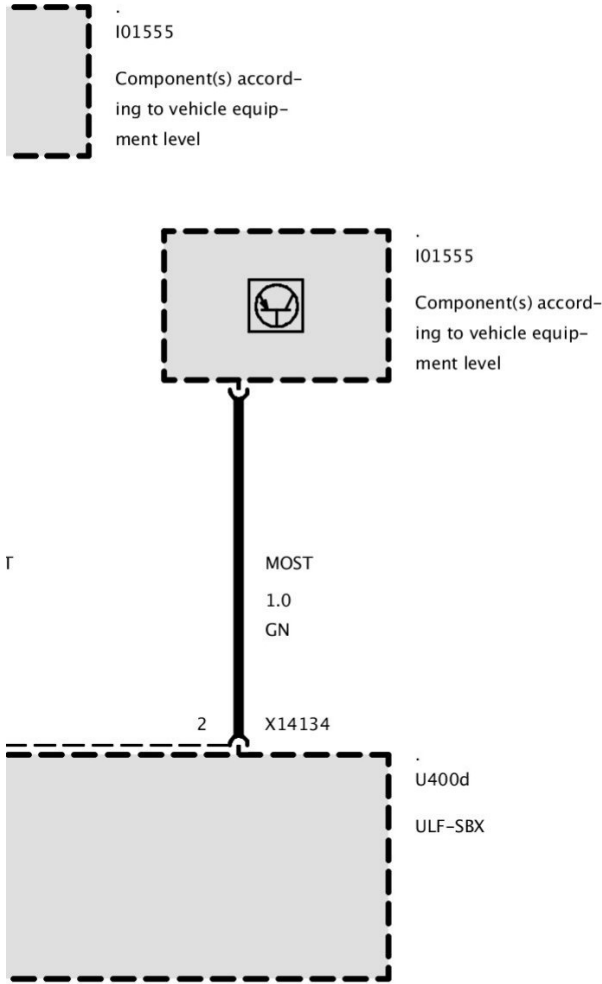 .
I01555
Component(s) accord-
ing to vehicle equip-
ment level
.
I01555
Component(s) accord-
ing to vehicle equip-
ment level
T
MOST
1.0
GN
2
X14134
.
U400d
ULF-SBX